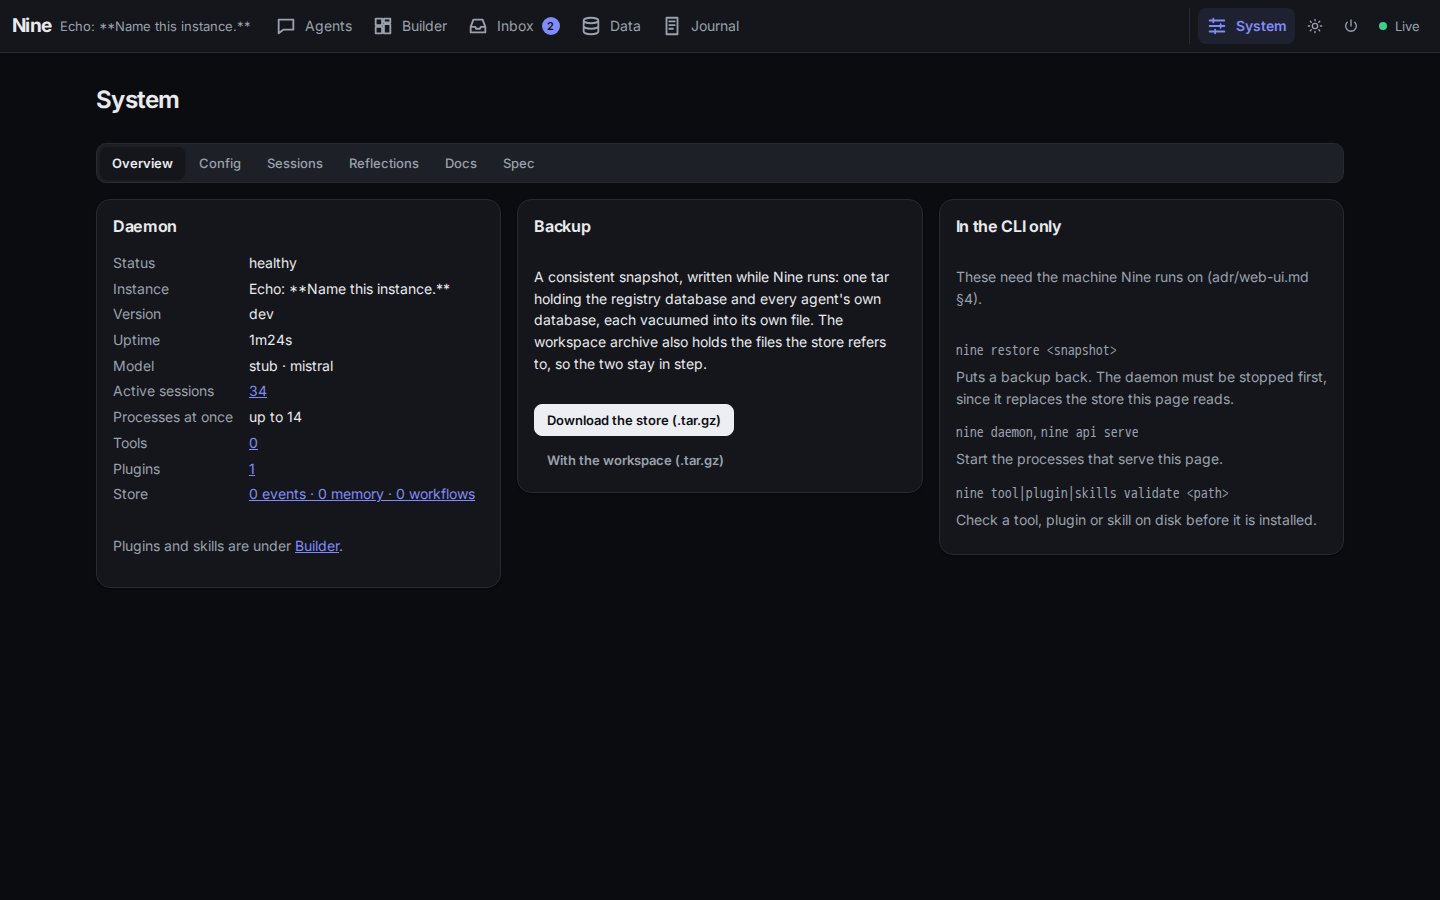 Nine Echo: **Name this instance.** Agents Builder Inbox 2 Data Journal System Live
System
Overview Config Sessions Reflections Docs Spec
Daemon
Status healthy
Instance Echo: **Name this instance.**
Version dev
Uptime 1m24s
Model stub · mistral
Active sessions 34
Processes at once up to 14
Tools 0
Plugins 1
Store 0 events · 0 memory · 0 workflows
Plugins and skills are under Builder.
Backup
A consistent snapshot, written while Nine runs: one tar
holding the registry database and every agent's own
database, each vacuumed into its own file. The
workspace archive also holds the files the store refers
to, so the two stay in step.
Download the store (.tar.gz)
With the workspace (.tar.gz)
In the CLI only
These need the machine Nine runs on (adr/web-ui.md
§4).
nine restore <snapshot>
Puts a backup back. The daemon must be stopped first,
since it replaces the store this page reads.
nine daemon, nine api serve
Start the processes that serve this page.
nine tool|plugin|skills validate <path>
Check a tool, plugin or skill on disk before it is installed.